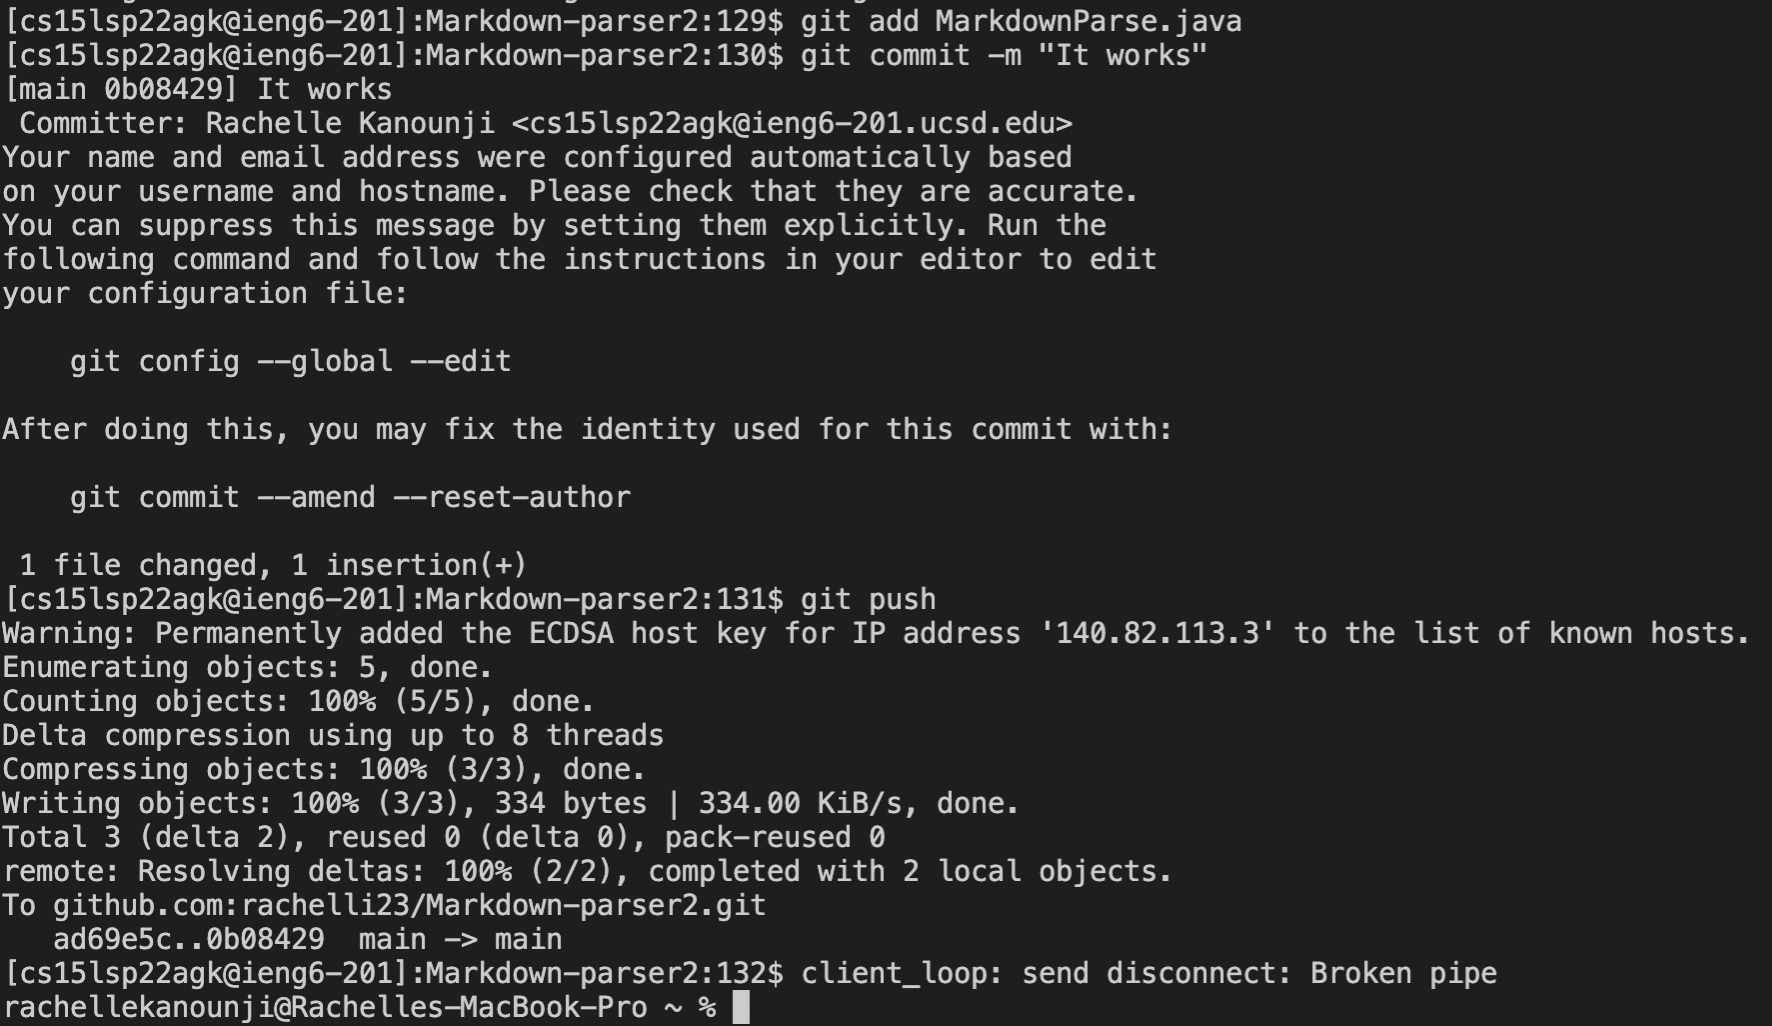 [cs15lsp22agk@ieng6-201]:Markdown-parser2:129$ git add MarkdownParse.java
[cs15lsp22agk@ieng6-201]:Markdown-parser2:130$ git commit -m "It works"
[main 0b08429] It works
 Committer: Rachelle Kanounji <cs15lsp22agk@ieng6-201.ucsd.edu>
Your name and email address were configured automatically based
on your username and hostname. Please check that they are accurate.
You can suppress this message by setting them explicitly. Run the
following command and follow the instructions in your editor to edit
your configuration file:

    git config --global --edit

After doing this, you may fix the identity used for this commit with:

    git commit --amend --reset-author

 1 file changed, 1 insertion(+)
[cs15lsp22agk@ieng6-201]:Markdown-parser2:131$ git push
Warning: Permanently added the ECDSA host key for IP address '140.82.113.3' to the list of known hosts.
Enumerating objects: 5, done.
Counting objects: 100% (5/5), done.
Delta compression using up to 8 threads
Compressing objects: 100% (3/3), done.
Writing objects: 100% (3/3), 334 bytes | 334.00 KiB/s, done.
Total 3 (delta 2), reused 0 (delta 0), pack-reused 0
remote: Resolving deltas: 100% (2/2), completed with 2 local objects.
To github.com:rachelli23/Markdown-parser2.git
   ad69e5c..0b08429  main -> main
[cs15lsp22agk@ieng6-201]:Markdown-parser2:132$ client_loop: send disconnect: Broken pipe
rachellekanounji@Rachelles-MacBook-Pro ~ %